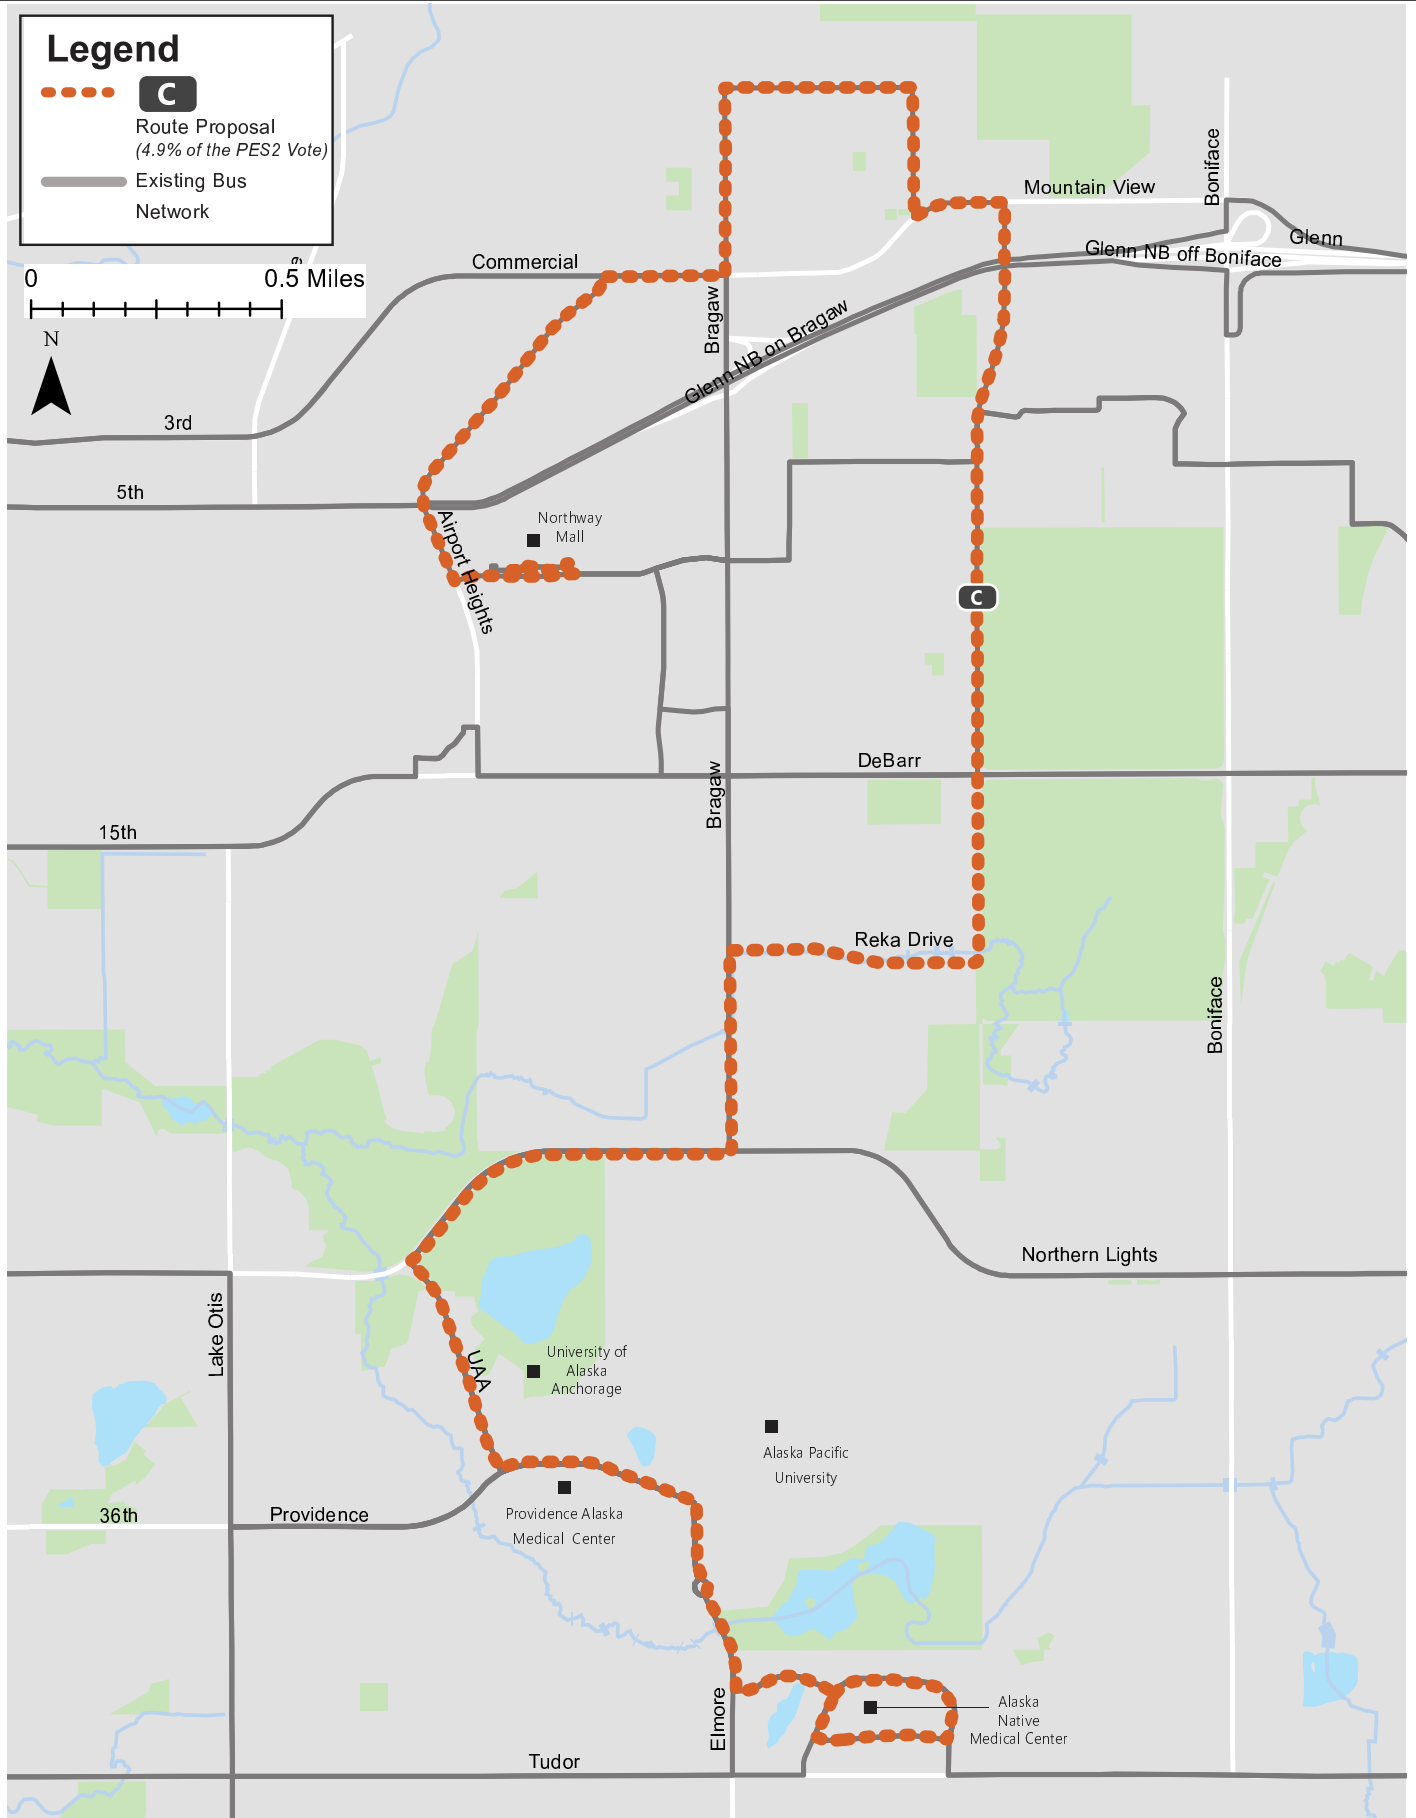 Legend
C
Route Proposal
(4.9% of the PES2 Vote)
Existing Bus
Network
0
0.5 Miles
N
e
Commercial
Bragaw
Glenn NB on Bragaw
Mountain View
Boniface
Glenn
Glenn NB off Boniface
3rd
5th
Airport Heights
Northway
Mall
C
DeBarr
Bragaw
15th
Reka Drive
Boniface
Northern Lights
Lake Otis
UAA
University of
Alaska
Anchorage
Alaska Pacific
University
Providence Alaska
Medical Center
36th
Providence
Elmore
Alaska
Native
Medical Center
Tudor